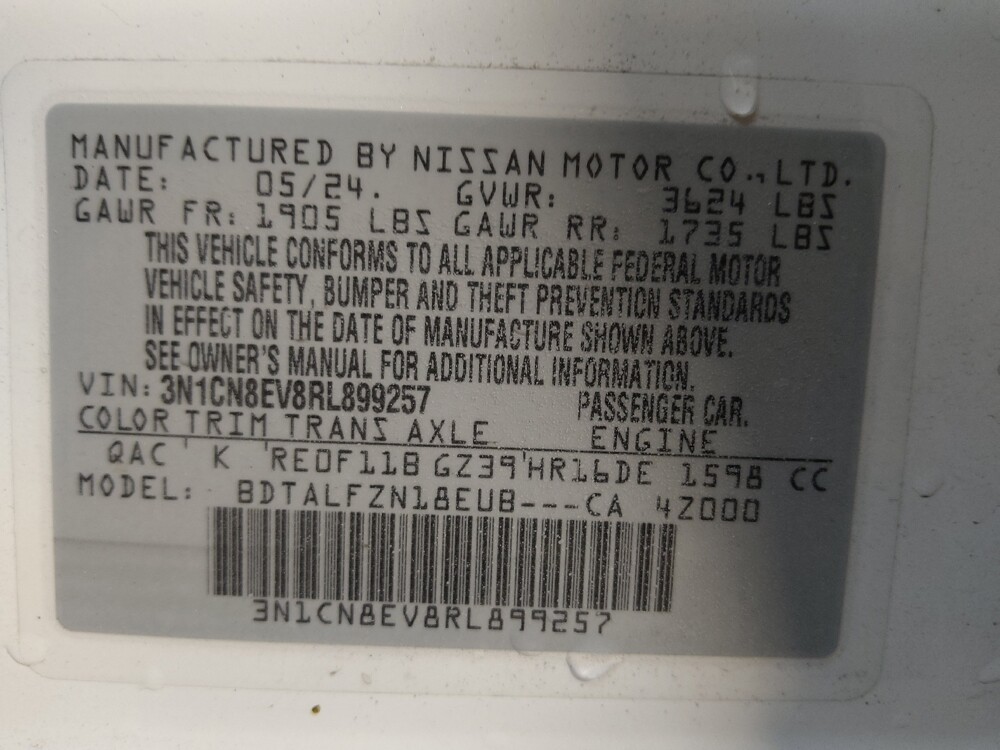 MANUFACTURED BY NISSAN MOTOR CO.,LTD.
DATE: 05/24. GVWR: 3624 LBS
GAWR FR: 1905 LBS GAWR RR: 1735 LBS
THIS VEHICLE CONFORMS TO ALL APPLICABLE FEDERAL MOTOR
VEHICLE SAFETY, BUMPER AND THEFT PREVENTION STANDARDS
IN EFFECT ON THE DATE OF MANUFACTURE SHOWN ABOVE.
SEE OWNER'S MANUAL FOR ADDITIONAL INFORMATION.
VIN: 3N1CN8EV8RL899257 PASSENGER CAR.
COLOR TRIM TRANS AXLE ENGINE
QAC K RE0F11B GZ39 HR16DE 1598 CC
MODEL: BDTALFZN18EUB---CA 4Z000
3N1CN8EV8RL899257